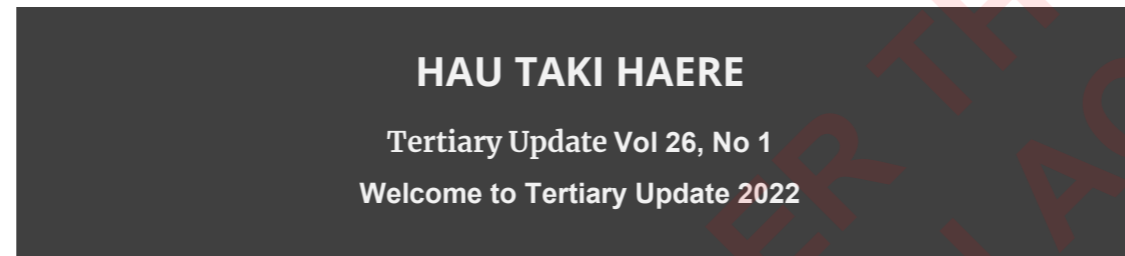 HAU TAKI HAERE
Tertiary Update Vol 26, No 1
Welcome to Tertiary Update 2022